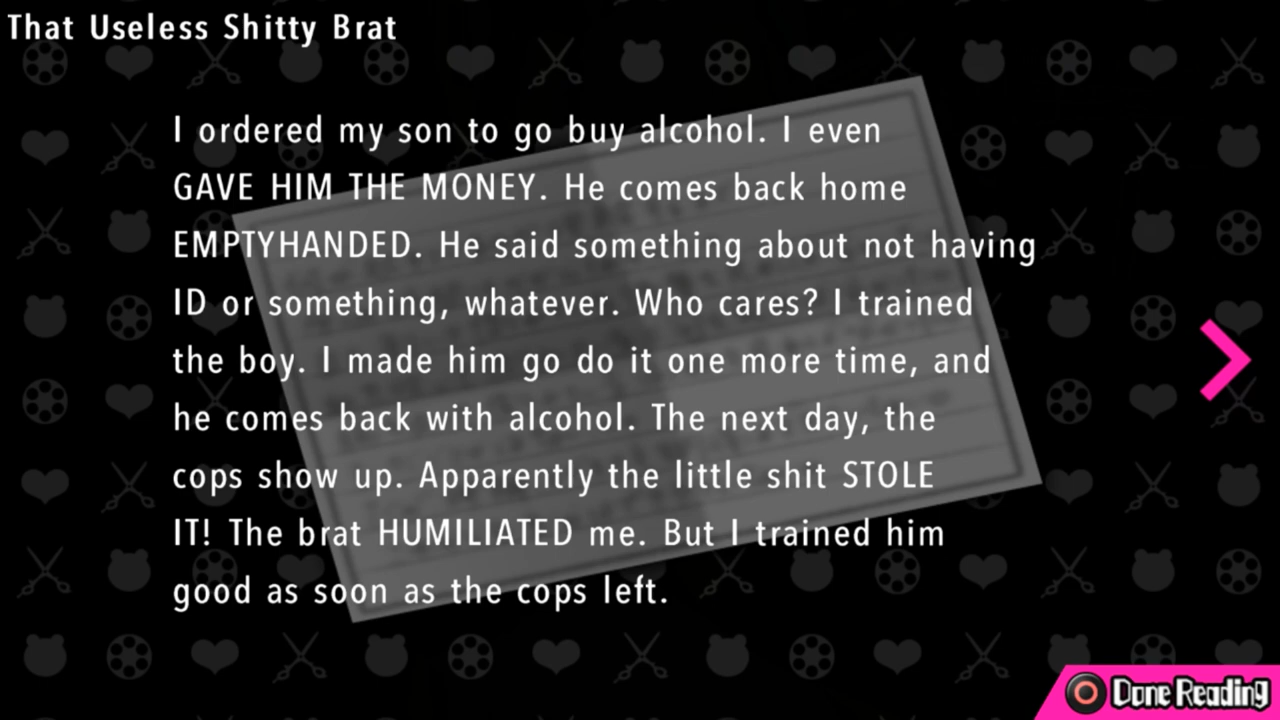 That Useless Shitty Brat
I ordered my son to go buy alcohol. I even
GAVE HIM THE MONEY. He comes back home
EMPTYHANDED. He said something about not having
ID or something, whatever. Who cares? I trained
the boy. I made him go do it one more time, and
he comes back with alcohol. The next day, the
cops show up. Apparently the little shit STOLE
IT! The brat HUMILIATED me. But I trained him
good as soon as the cops left.
Done Reading